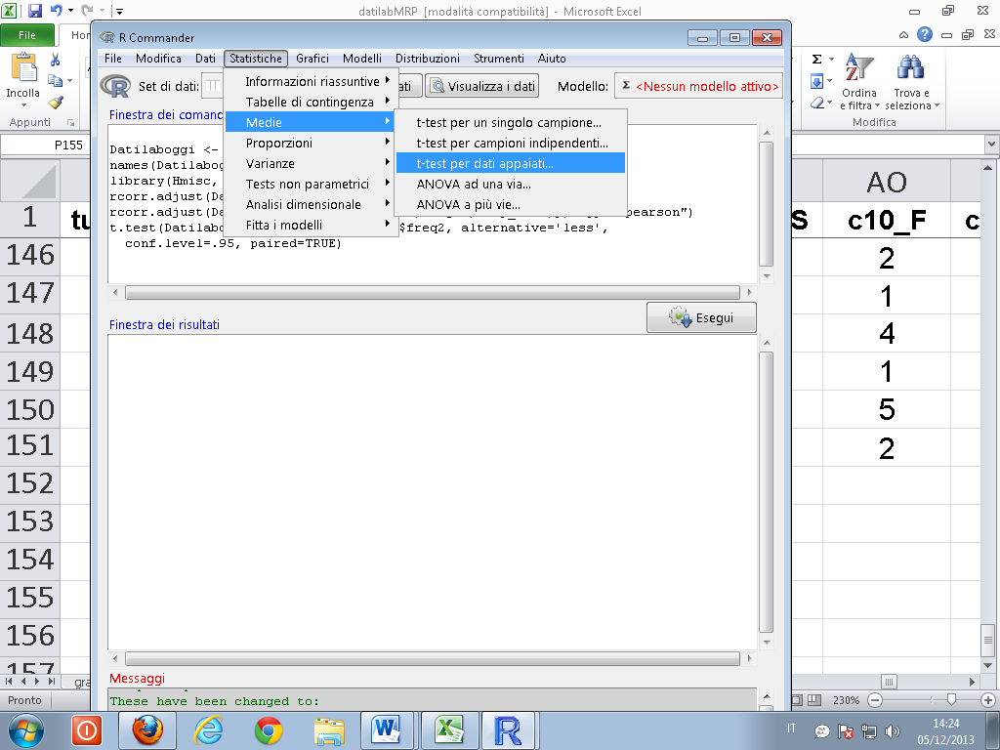 datilabMRP [modalità compatibilità] - Microsoft Excel
File
Hor
R Commander
File Modifica Dati Statistiche Grafici Modelli Distribuzioni Strumenti Aiuto
Set di dati:
ati
Visualizza i dati
Modello:
Σ <Nessun modello attivo>
Incolla
Appunti
Ordina e filtra
Trova e seleziona
Modifica
P155
Finestra dei comand
Informazioni riassuntive
Tabelle di contingenza
Medie
Proporzioni
Varianze
Tests non parametrici
Analisi dimensionale
Fitta i modelli
t-test per un singolo campione...
t-test per campioni indipendenti...
t-test per dati appaiati...
ANOVA ad una via...
ANOVA a più vie...
Datilaboggi <-
names(Datilabog
library(Hmisc,
rcorr.adjust(Da
rcorr.adjust(Da
pearson")
t.test(Datilabo
$freq2, alternative='less',
conf.level=.95, paired=TRUE)
Esegui
Finestra dei risultati
Messaggi
These have been changed to:
AO
1 tu S c10_F c
146 2
147 1
148 4
149 1
150 5
151 2
152
153
154
155
156
157
gra
Pronto
230%
IT
14:24
05/12/2013